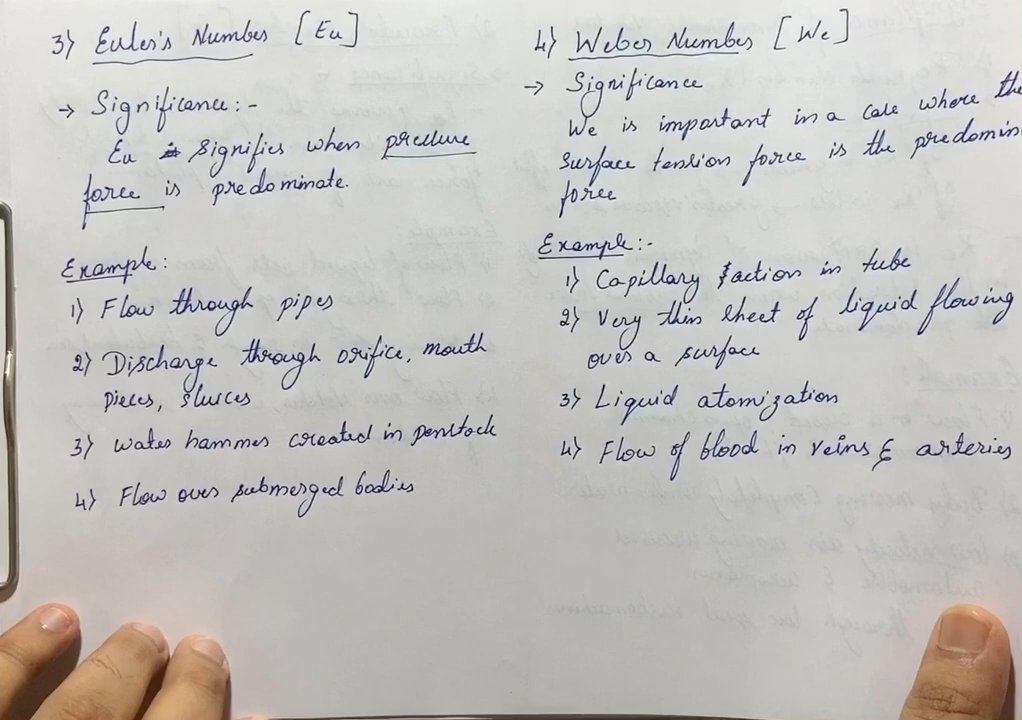 3) Euler's Number [Eu]
→ Significance:-
Eu is signifies when pressure
force is predominate.
Example:
1) Flow through pipes
2) Discharge through orifice, mouth
pieces, sluices
3) water hammer created in penstock
4) Flow over submerged bodies
4) Weber Number [We]
→ Significance
We is important in a case where the
surface tension force is the predomin
force
Example:-
1) Capillary action in tube
2) Very thin sheet of liquid flowing
over a surface
3) Liquid atomization
4) Flow of blood in veins & arteries